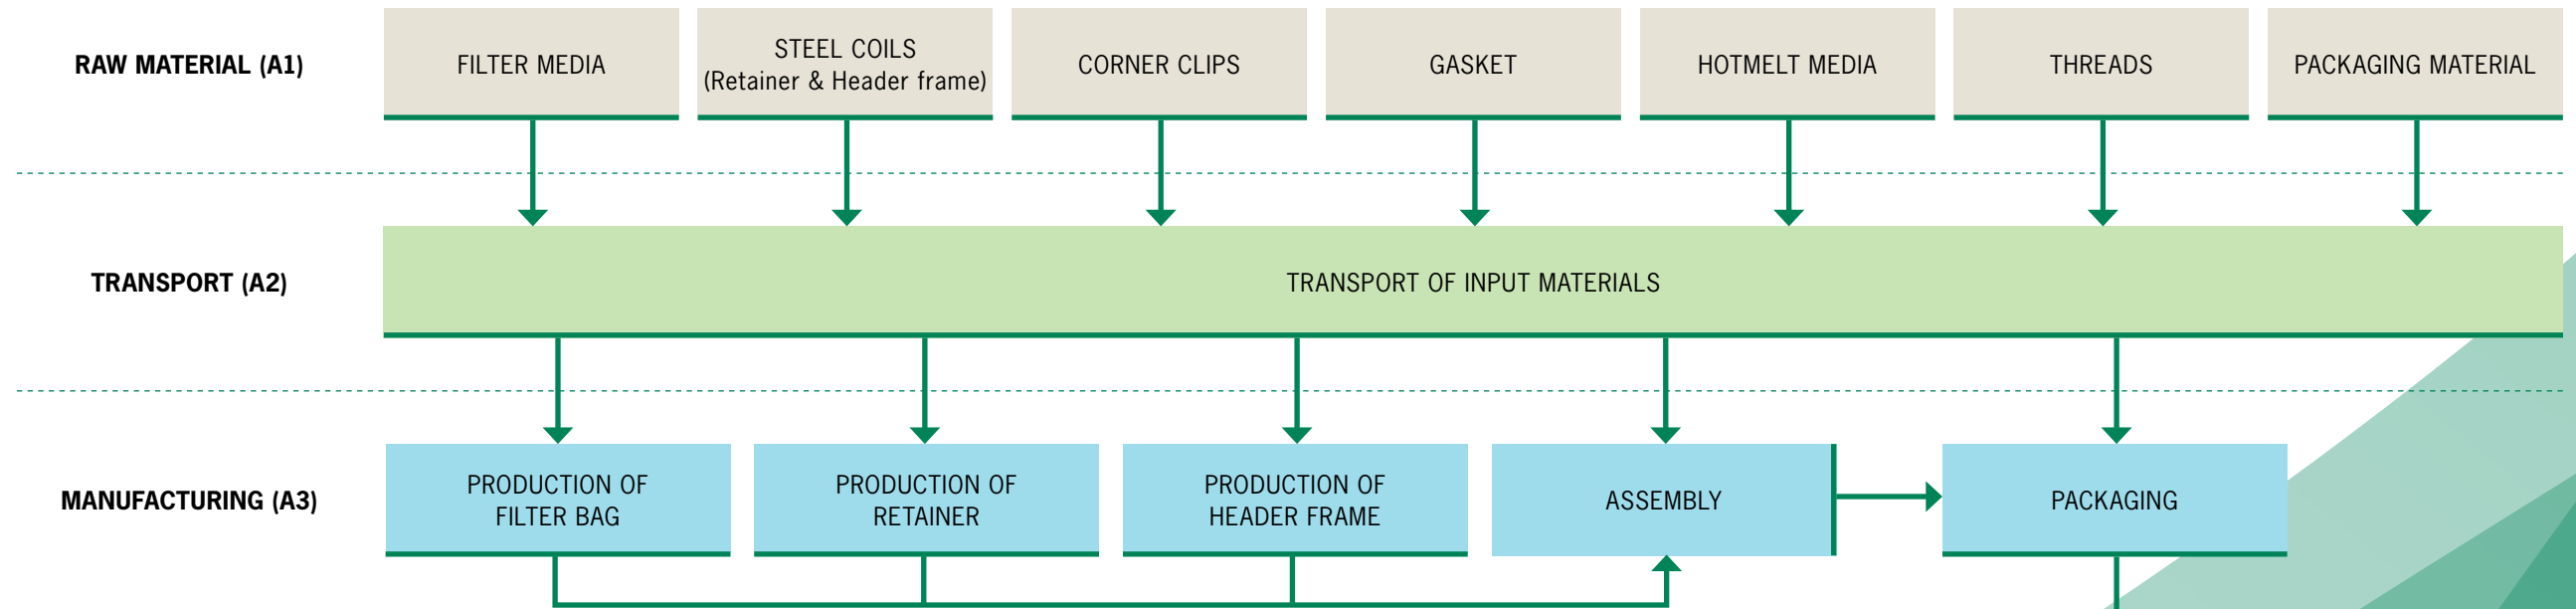 RAW MATERIAL (A1)
FILTER MEDIA
STEEL COILS
(Retainer & Header frame)
CORNER CLIPS
GASKET
HOTMELT MEDIA
THREADS
PACKAGING MATERIAL
TRANSPORT (A2)
TRANSPORT OF INPUT MATERIALS
MANUFACTURING (A3)
PRODUCTION OF
FILTER BAG
PRODUCTION OF
RETAINER
PRODUCTION OF
HEADER FRAME
ASSEMBLY
PACKAGING